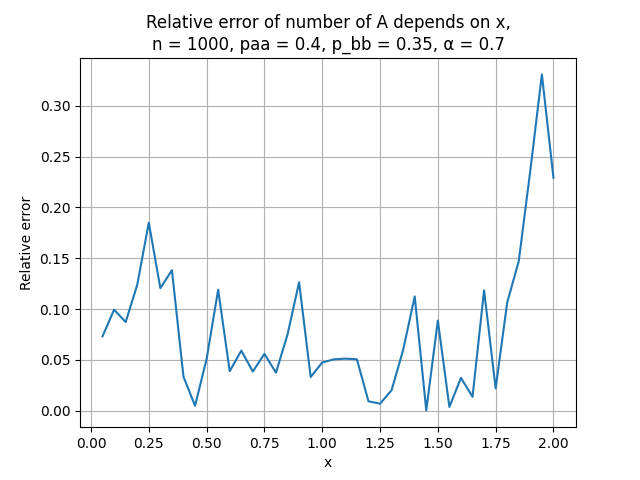 Relative error of number of A depends on x,
n = 1000, paa = 0.4, p_bb = 0.35, α = 0.7
0.30
0.25
0.20
0.15
0.10
0.05
0.00
Relative error
0.00 0.25 0.50 0.75 1.00 1.25 1.50 1.75 2.00
x